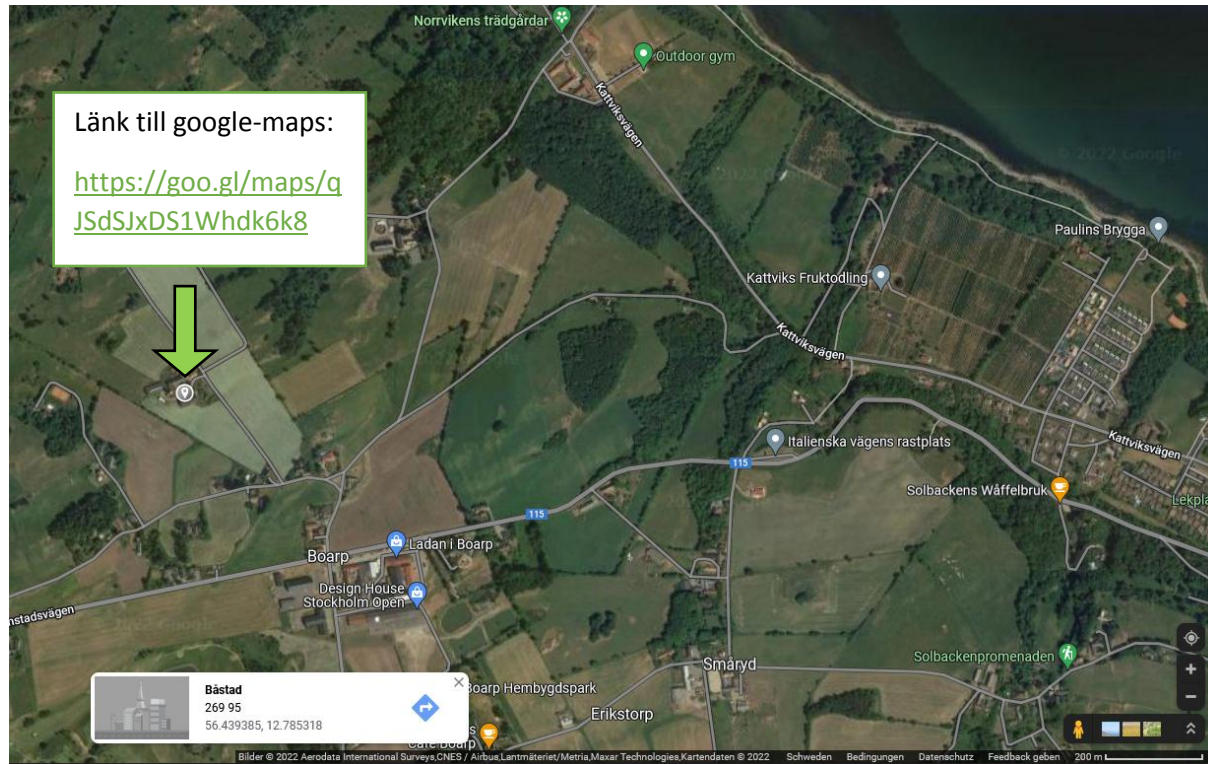 Norrvikens trädgårdar
Outdoor gym
Kattviksvägen
Länk till google-maps:
https://goo.gl/maps/q
JSdSJxDS1Whdk6k8
© 2022 Google
Paulins Brygga
Kattviks Fruktodling
Kattviksvägen
Kattviksvägen
Italienska vägens rastplats
115
Solbackens Wåffelbruk
Lekpla
115
Ladan i Boarp
Boarp
Design House
Stockholm Open
nstadsvägen
Solbackenpromenaden
Småryd
Boarp Hembygdspark
Erikstorp
Båstad
269 95
56.439385, 12.785318
s
Café Boarp
Bilder © 2022 Aerodata International Surveys,CNES / Airbus,Lantmäteriet/Metria,Maxar Technologies,Kartendaten © 2022 Schweden Bedingungen Datenschutz Feedback geben 200 m